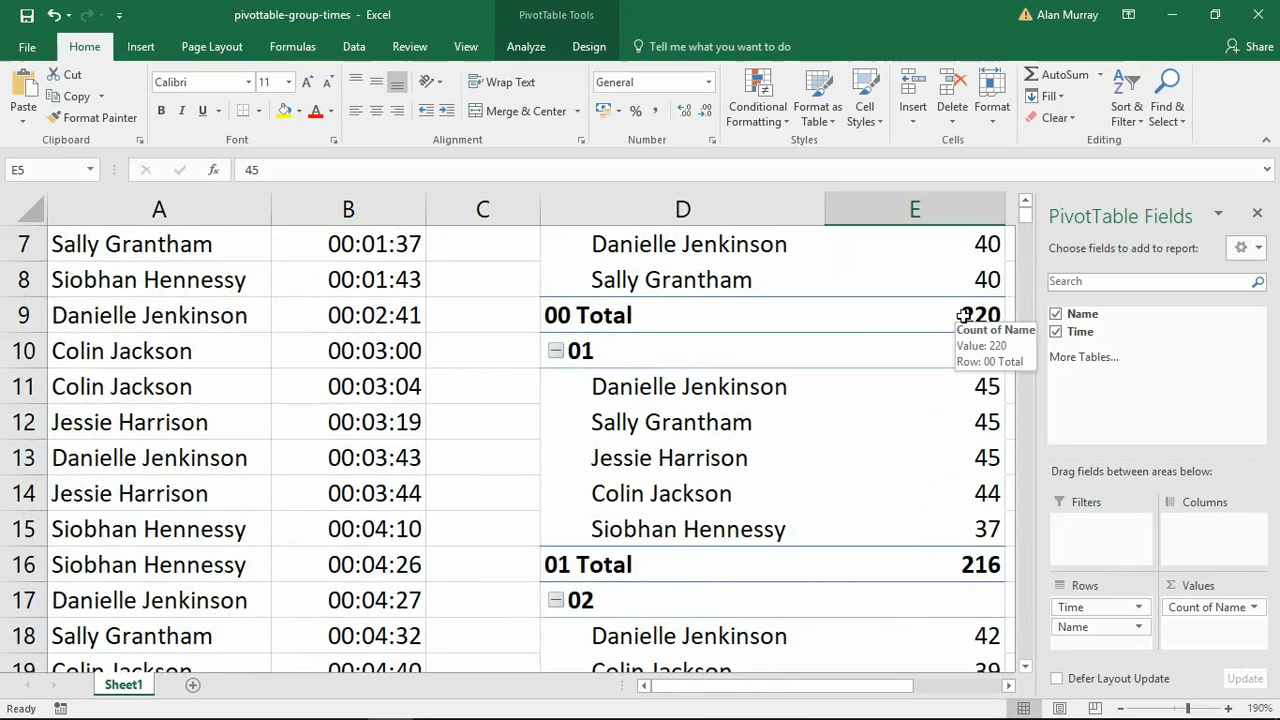 pivottable-group-times - Excel
PivotTable Tools
Alan Murray
File Home Insert Page Layout Formulas Data Review View Analyze Design Tell me what you want to do Share
Paste
Cut
Copy
Format Painter
Clipboard
Calibri 11
B I U
Font
Wrap Text
Merge & Center
Alignment
General
Number
Conditional Formatting
Format as Table
Cell Styles
Styles
Insert Delete Format
Cells
AutoSum
Fill
Clear
Sort & Filter
Find & Select
Editing
E5 fx 45
A B C D E
7 Sally Grantham 00:01:37 Danielle Jenkinson 40
8 Siobhan Hennessy 00:01:43 Sally Grantham 40
9 Danielle Jenkinson 00:02:41 00 Total 220
10 Colin Jackson 00:03:00 01
11 Colin Jackson 00:03:04 Danielle Jenkinson 45
12 Jessie Harrison 00:03:19 Sally Grantham 45
13 Danielle Jenkinson 00:03:43 Jessie Harrison 45
14 Jessie Harrison 00:03:44 Colin Jackson 44
15 Siobhan Hennessy 00:04:10 Siobhan Hennessy 37
16 Siobhan Hennessy 00:04:26 01 Total 216
17 Danielle Jenkinson 00:04:27 02
18 Sally Grantham 00:04:32 Danielle Jenkinson 42
19 Colin Jackson 00:04:40 Colin Jackson 39
Count of Name
Value: 220
Row: 00 Total
PivotTable Fields
Choose fields to add to report:
Search
Name
Time
More Tables...
Drag fields between areas below:
Filters
Columns
Rows
Time
Name
Σ Values
Count of Name
Defer Layout Update
Update
Sheet1
Ready
190%